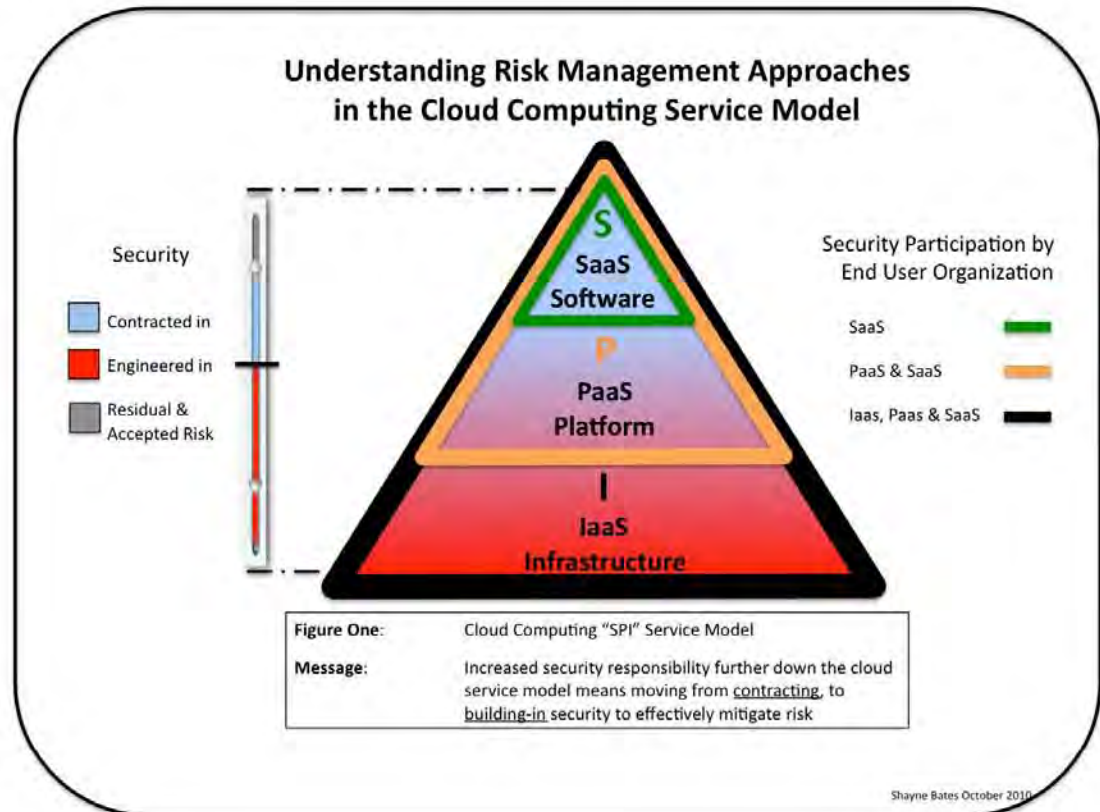 Understanding Risk Management Approaches
in the Cloud Computing Service Model
Security
Contracted in
Engineered in
Residual &
Accepted Risk
S
SaaS
Software
P
PaaS
Platform
I
IaaS
Infrastructure
Security Participation by
End User Organization
SaaS
PaaS & SaaS
Iaas, Paas & SaaS
Figure One: Cloud Computing “SPI” Service Model
Message: Increased security responsibility further down the cloud
service model means moving from contracting, to
building-in security to effectively mitigate risk
Shayne Bates October 2010